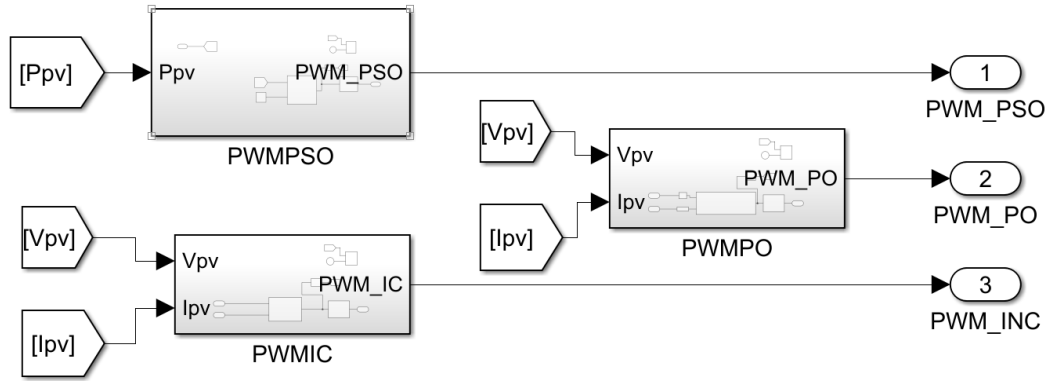 [Ppv]
Ppv
PWM_PSO
PWMPSO
1
PWM_PSO
[Vpv]
Vpv
[Ipv]
Ipv
PWM_PO
PWMPO
2
PWM_PO
[Vpv]
Vpv
[Ipv]
Ipv
PWM_IC
PWMIC
3
PWM_INC